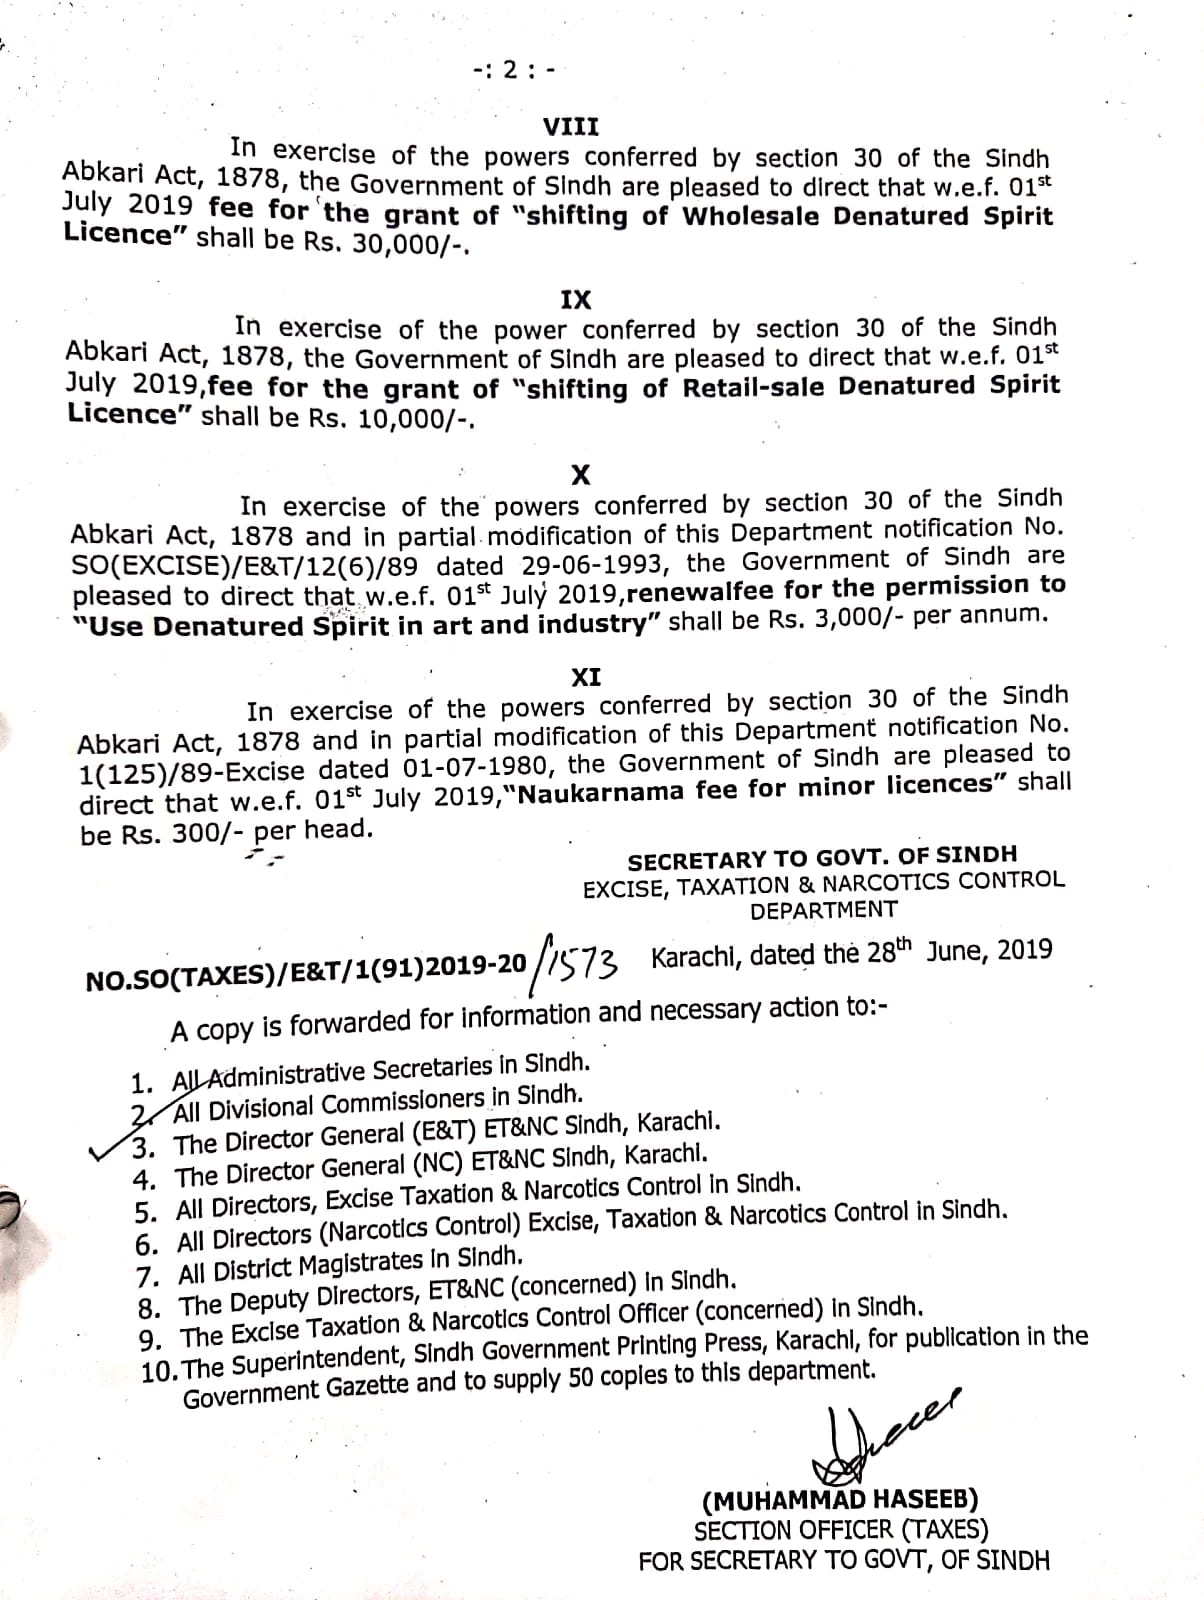 -: 2 : -
VIII
In exercise of the powers conferred by section 30 of the Sindh
Abkari Act, 1878, the Government of Sindh are pleased to direct that w.e.f. 01st
July 2019 fee for the grant of “shifting of Wholesale Denatured Spirit
Licence” shall be Rs. 30,000/-.
IX
In exercise of the power conferred by section 30 of the Sindh
Abkari Act, 1878, the Government of Sindh are pleased to direct that w.e.f. 01st
July 2019,fee for the grant of “shifting of Retail-sale Denatured Spirit
Licence” shall be Rs. 10,000/-.
X
In exercise of the powers conferred by section 30 of the Sindh
Abkari Act, 1878 and in partial modification of this Department notification No.
SO(EXCISE)/E&T/12(6)/89 dated 29-06-1993, the Government of Sindh are
pleased to direct that w.e.f. 01st July 2019,renewalfee for the permission to
“Use Denatured Spirit in art and industry” shall be Rs. 3,000/- per annum.
XI
In exercise of the powers conferred by section 30 of the Sindh
Abkari Act, 1878 and in partial modification of this Department notification No.
1(125)/89-Excise dated 01-07-1980, the Government of Sindh are pleased to
direct that w.e.f. 01st July 2019,“Naukarnama fee for minor licences” shall
be Rs. 300/- per head.
SECRETARY TO GOVT. OF SINDH
EXCISE, TAXATION & NARCOTICS CONTROL
DEPARTMENT
NO.SO(TAXES)/E&T/1(91)2019-20/1573 Karachi, dated the 28th June, 2019
A copy is forwarded for information and necessary action to:-
1. All Administrative Secretaries in Sindh.
2. All Divisional Commissioners in Sindh.
3. The Director General (E&T) ET&NC Sindh, Karachi.
4. The Director General (NC) ET&NC Sindh, Karachi.
5. All Directors, Excise Taxation & Narcotics Control in Sindh.
6. All Directors (Narcotics Control) Excise, Taxation & Narcotics Control in Sindh.
7. All District Magistrates in Sindh.
8. The Deputy Directors, ET&NC (concerned) in Sindh.
9. The Excise Taxation & Narcotics Control Officer (concerned) in Sindh.
10.The Superintendent, Sindh Government Printing Press, Karachi, for publication in the
Government Gazette and to supply 50 copies to this department.
(MUHAMMAD HASEEB)
SECTION OFFICER (TAXES)
FOR SECRETARY TO GOVT, OF SINDH